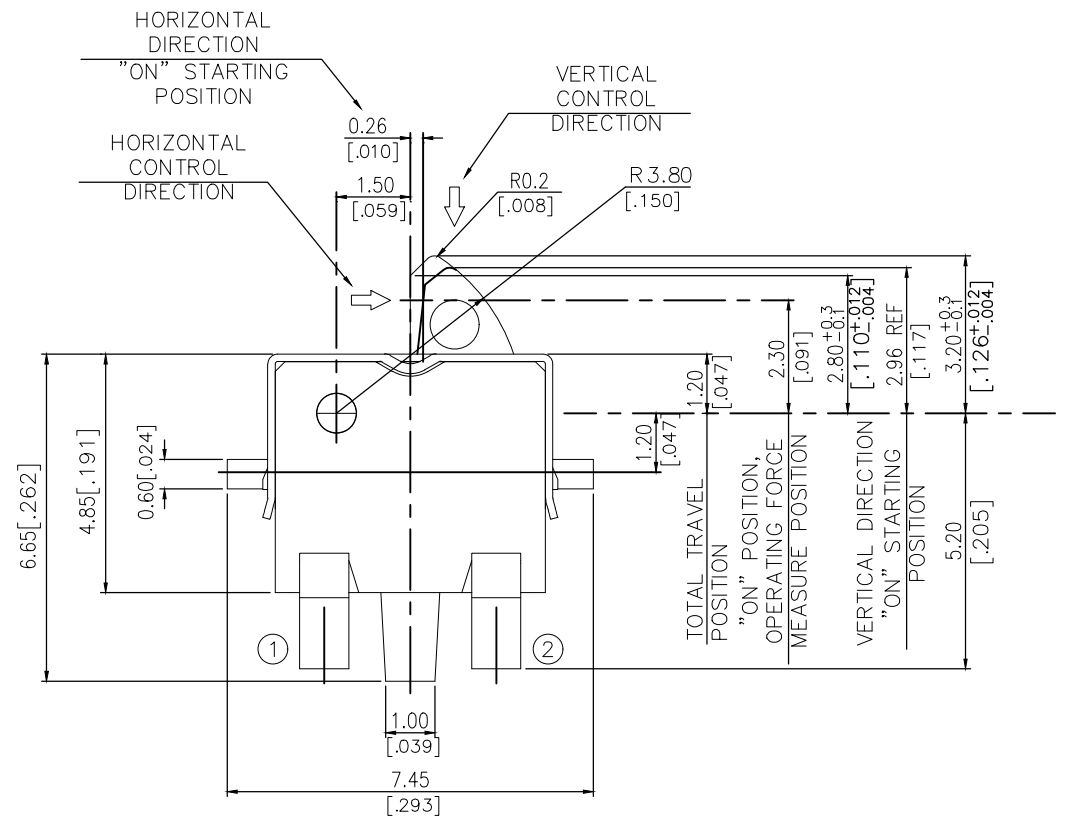 HORIZONTAL
DIRECTION
"ON" STARTING
POSITION
VERTICAL
CONTROL
DIRECTION
0.26
[.010]
HORIZONTAL
CONTROL
DIRECTION
1.50
[.059]
R0.2
[.008]
R3.80
[.150]
6.65[.262]
4.85[.191]
0.60[.024]
1.20
[.047]
1.20
[.047]
2.30
[.091]
2.80+0.3-0.1
[.110+.012-.004]
2.96 REF
[.117]
3.20+0.3-0.1
[.126+.012-.004]
TOTAL TRAVEL
POSITION
"ON" POSITION,
OPERATING FORCE
MEASURE POSITION
VERTICAL DIRECTION
"ON" STARTING
POSITION
5.20
[.205]
1
2
1.00
[.039]
7.45
[.293]